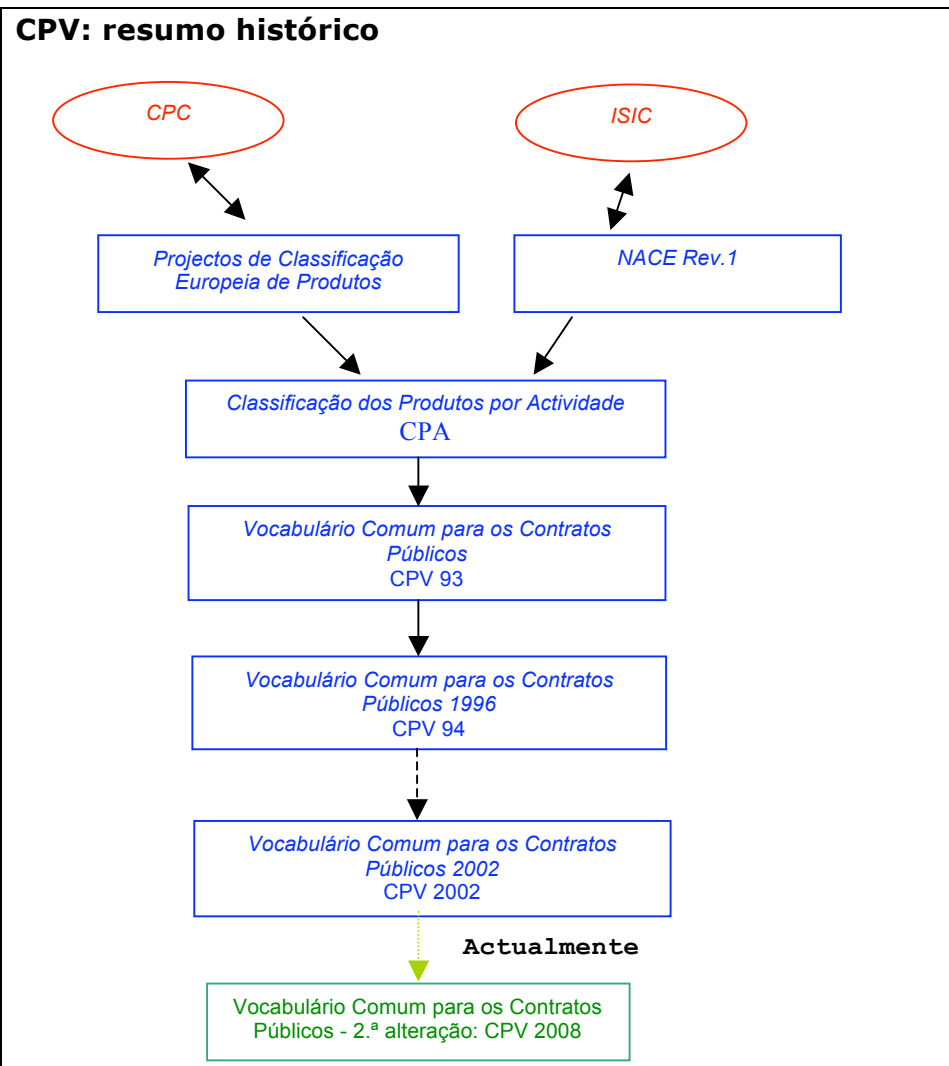 CPV: resumo histórico
CPC
ISIC
Projectos de Classificação
Europeia de Produtos
NACE Rev.1
Classificação dos Produtos por Actividade
CPA
Vocabulário Comum para os Contratos
Públicos
CPV 93
Vocabulário Comum para os Contratos
Públicos 1996
CPV 94
Vocabulário Comum para os Contratos
Públicos 2002
CPV 2002
Actualmente
Vocabulário Comum para os Contratos
Públicos - 2.ª alteração: CPV 2008